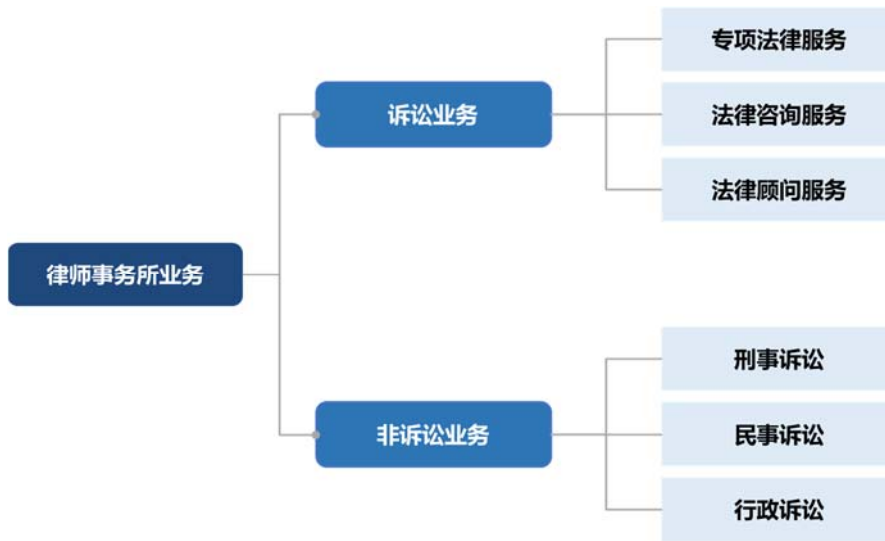 律师事务所业务
诉讼业务
专项法律服务
法律咨询服务
法律顾问服务
非诉讼业务
刑事诉讼
民事诉讼
行政诉讼